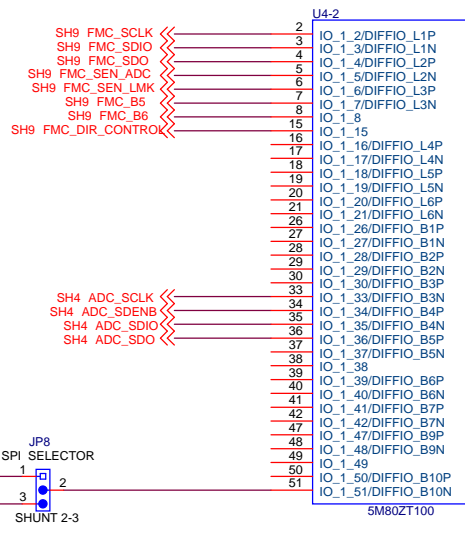 U4-2
SH9 FMC_SCLK 2 IO_1_2/DIFFIO_L1P
SH9 FMC_SDIO 3 IO_1_3/DIFFIO_L1N
SH9 FMC_SDO 4 IO_1_4/DIFFIO_L2P
SH9 FMC_SEN_ADC 5 IO_1_5/DIFFIO_L2N
SH9 FMC_SEN_LMK 6 IO_1_6/DIFFIO_L3P
SH9 FMC_B5 7 IO_1_7/DIFFIO_L3N
SH9 FMC_B6 8 IO_1_8
SH9 FMC_DIR_CONTROL 15 IO_1_15
16 IO_1_16/DIFFIO_L4P
17 IO_1_17/DIFFIO_L4N
18 IO_1_18/DIFFIO_L5P
19 IO_1_19/DIFFIO_L5N
20 IO_1_20/DIFFIO_L6P
21 IO_1_21/DIFFIO_L6N
26 IO_1_26/DIFFIO_B1P
27 IO_1_27/DIFFIO_B1N
28 IO_1_28/DIFFIO_B2P
29 IO_1_29/DIFFIO_B2N
30 IO_1_30/DIFFIO_B3P
SH4 ADC_SCLK 33 IO_1_33/DIFFIO_B3N
SH4 ADC_SDENB 34 IO_1_34/DIFFIO_B4P
SH4 ADC_SDIO 35 IO_1_35/DIFFIO_B4N
SH4 ADC_SDO 36 IO_1_36/DIFFIO_B5P
37 IO_1_37/DIFFIO_B5N
38 IO_1_38
39 IO_1_39/DIFFIO_B6P
40 IO_1_40/DIFFIO_B6N
41 IO_1_41/DIFFIO_B7P
42 IO_1_42/DIFFIO_B7N
47 IO_1_47/DIFFIO_B9P
48 IO_1_48/DIFFIO_B9N
49 IO_1_49
50 IO_1_50/DIFFIO_B10P
51 IO_1_51/DIFFIO_B10N
5M80ZT100
JP8
SPI SELECTOR
1
2
3
SHUNT 2-3